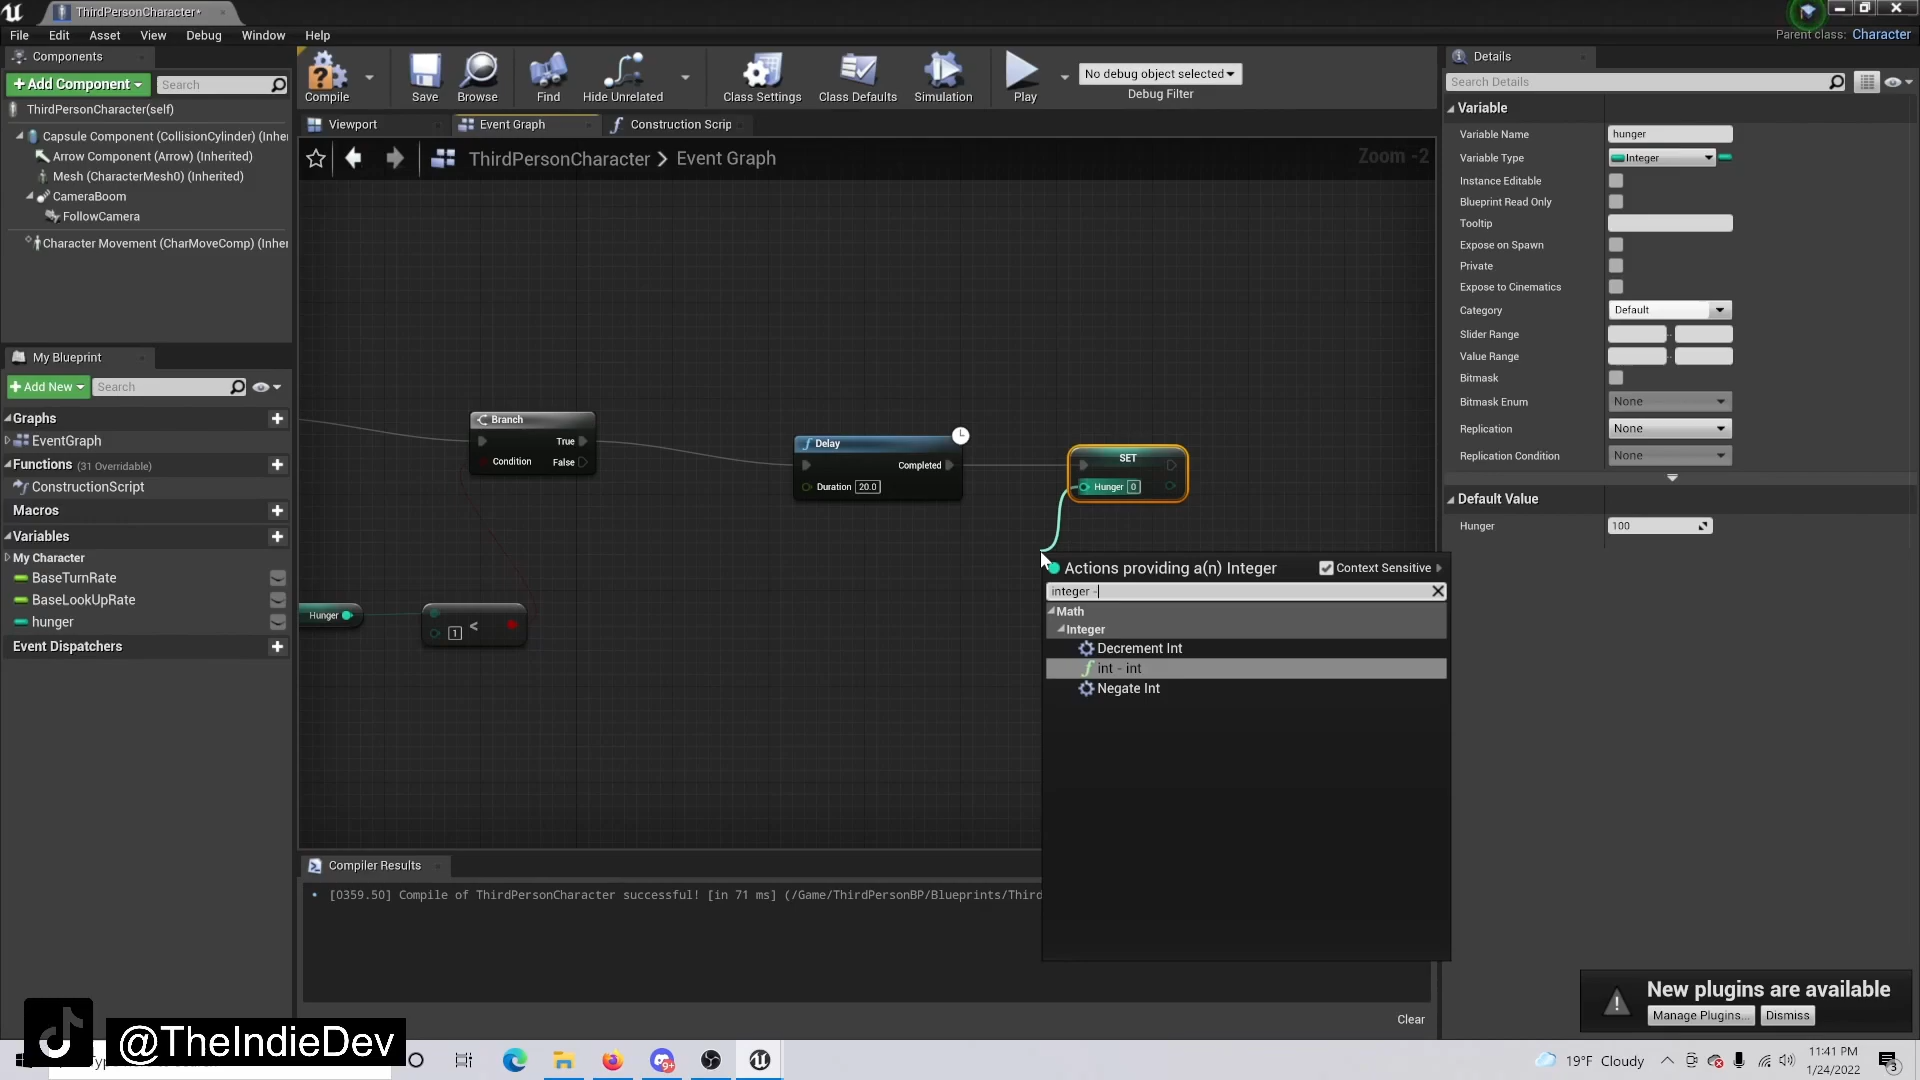 ThirdPersonCharacter*
File Edit Asset View Debug Window Help
Parent class: Character
Components
+Add Component
Search
ThirdPersonCharacter(self)
Capsule Component (CollisionCylinder) (Inher
Arrow Component (Arrow) (Inherited)
Mesh (CharacterMesh0) (Inherited)
CameraBoom
FollowCamera
Character Movement (CharMoveComp) (Inher
Compile
Save
Browse
Find
Hide Unrelated
Class Settings
Class Defaults
Simulation
Play
No debug object selected
Debug Filter
Viewport
Event Graph
Construction Scrip
ThirdPersonCharacter > Event Graph
Zoom -2
My Blueprint
+Add New
Search
Graphs
EventGraph
Functions (31 Overridable)
ConstructionScript
Macros
Variables
My Character
BaseTurnRate
BaseLookUpRate
hunger
Event Dispatchers
Branch
True
Condition
False
Hunger
1
<
Delay
Completed
Duration 20.0
SET
Hunger 0
Actions providing a(n) Integer
Context Sensitive
integer -
Math
Integer
Decrement Int
int - int
Negate Int
Compiler Results
[0359.50] Compile of ThirdPersonCharacter successful! [in 71 ms] (/Game/ThirdPersonBP/Blueprints/Third
Clear
Details
Search Details
Variable
Variable Name hunger
Variable Type Integer
Instance Editable
Blueprint Read Only
Tooltip
Expose on Spawn
Private
Expose to Cinematics
Category Default
Slider Range
Value Range
Bitmask
Bitmask Enum None
Replication None
Replication Condition None
Default Value
Hunger 100
New plugins are available
Manage Plugins...
Dismiss
@TheIndieDev
9+
19°F Cloudy
11:41 PM
1/24/2022
3